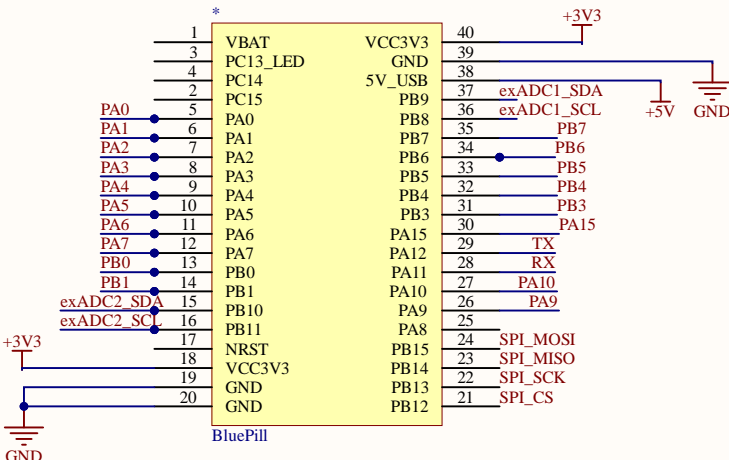 *
+3V3
1 VBAT VCC3V3 40
3 PC13_LED GND 39
4 PC14 5V_USB 38
2 PC15 PB9 37 exADC1_SDA
PA0 5 PA0 PB8 36 exADC1_SCL
+5V GND
PA1 6 PA1 PB7 35 PB7
PA2 7 PA2 PB6 34 PB6
PA3 8 PA3 PB5 33 PB5
PA4 9 PA4 PB4 32 PB4
PA5 10 PA5 PB3 31 PB3
PA6 11 PA6 PA15 30 PA15
PA7 12 PA7 PA12 29 TX
PB0 13 PB0 PA11 28 RX
PB1 14 PB1 PA10 27 PA10
exADC2_SDA 15 PB10 PA9 26 PA9
exADC2_SCL 16 PB11 PA8 25
+3V3
17 NRST PB15 24 SPI_MOSI
18 VCC3V3 PB14 23 SPI_MISO
19 GND PB13 22 SPI_SCK
20 GND PB12 21 SPI_CS
BluePill
GND